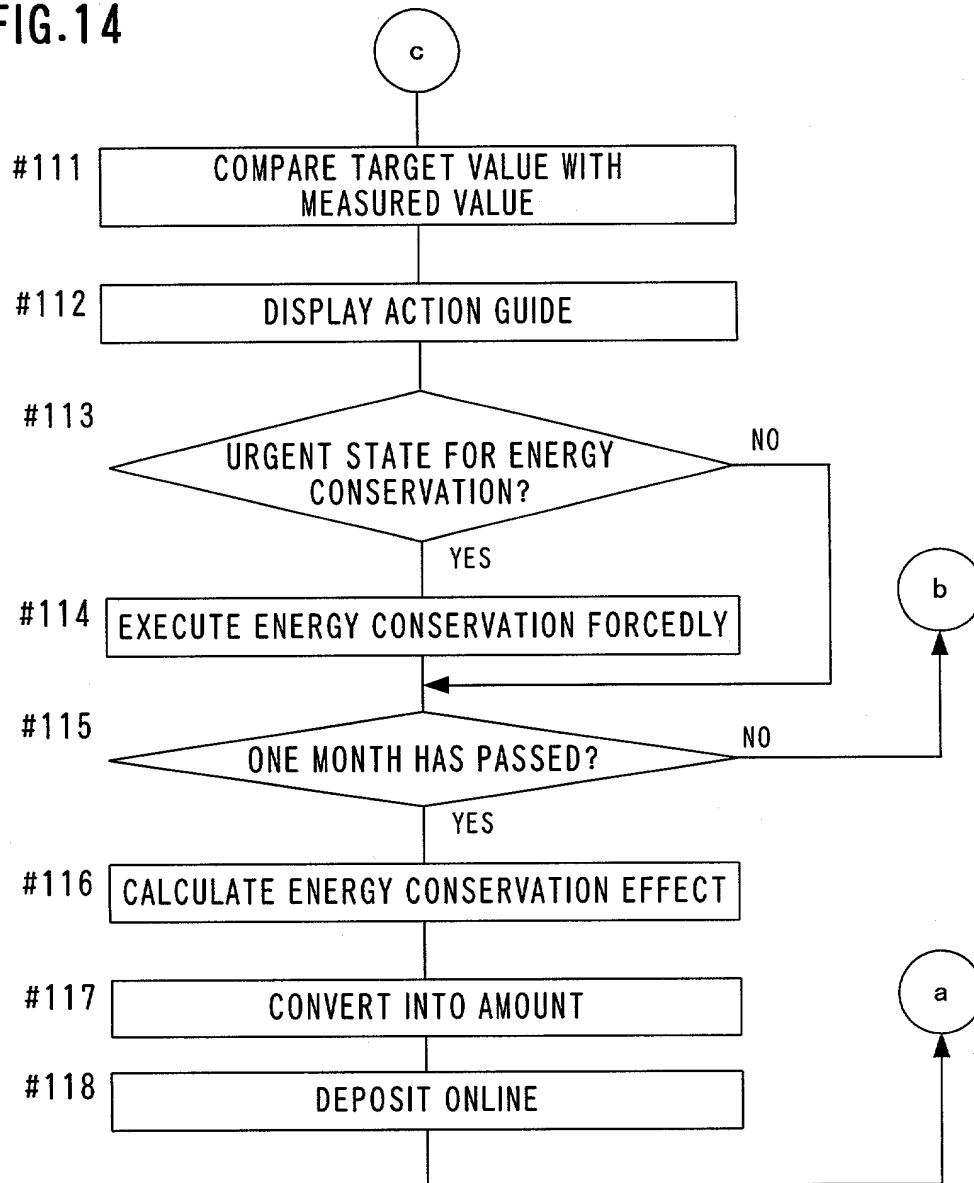 FIG.14
c
#111
COMPARE TARGET VALUE WITH
MEASURED VALUE
#112
DISPLAY ACTION GUIDE
#113
URGENT STATE FOR ENERGY
CONSERVATION?
NO
YES
b
#114
EXECUTE ENERGY CONSERVATION FORCEDLY
#115
ONE MONTH HAS PASSED?
NO
YES
#116
CALCULATE ENERGY CONSERVATION EFFECT
#117
CONVERT INTO AMOUNT
a
#118
DEPOSIT ONLINE